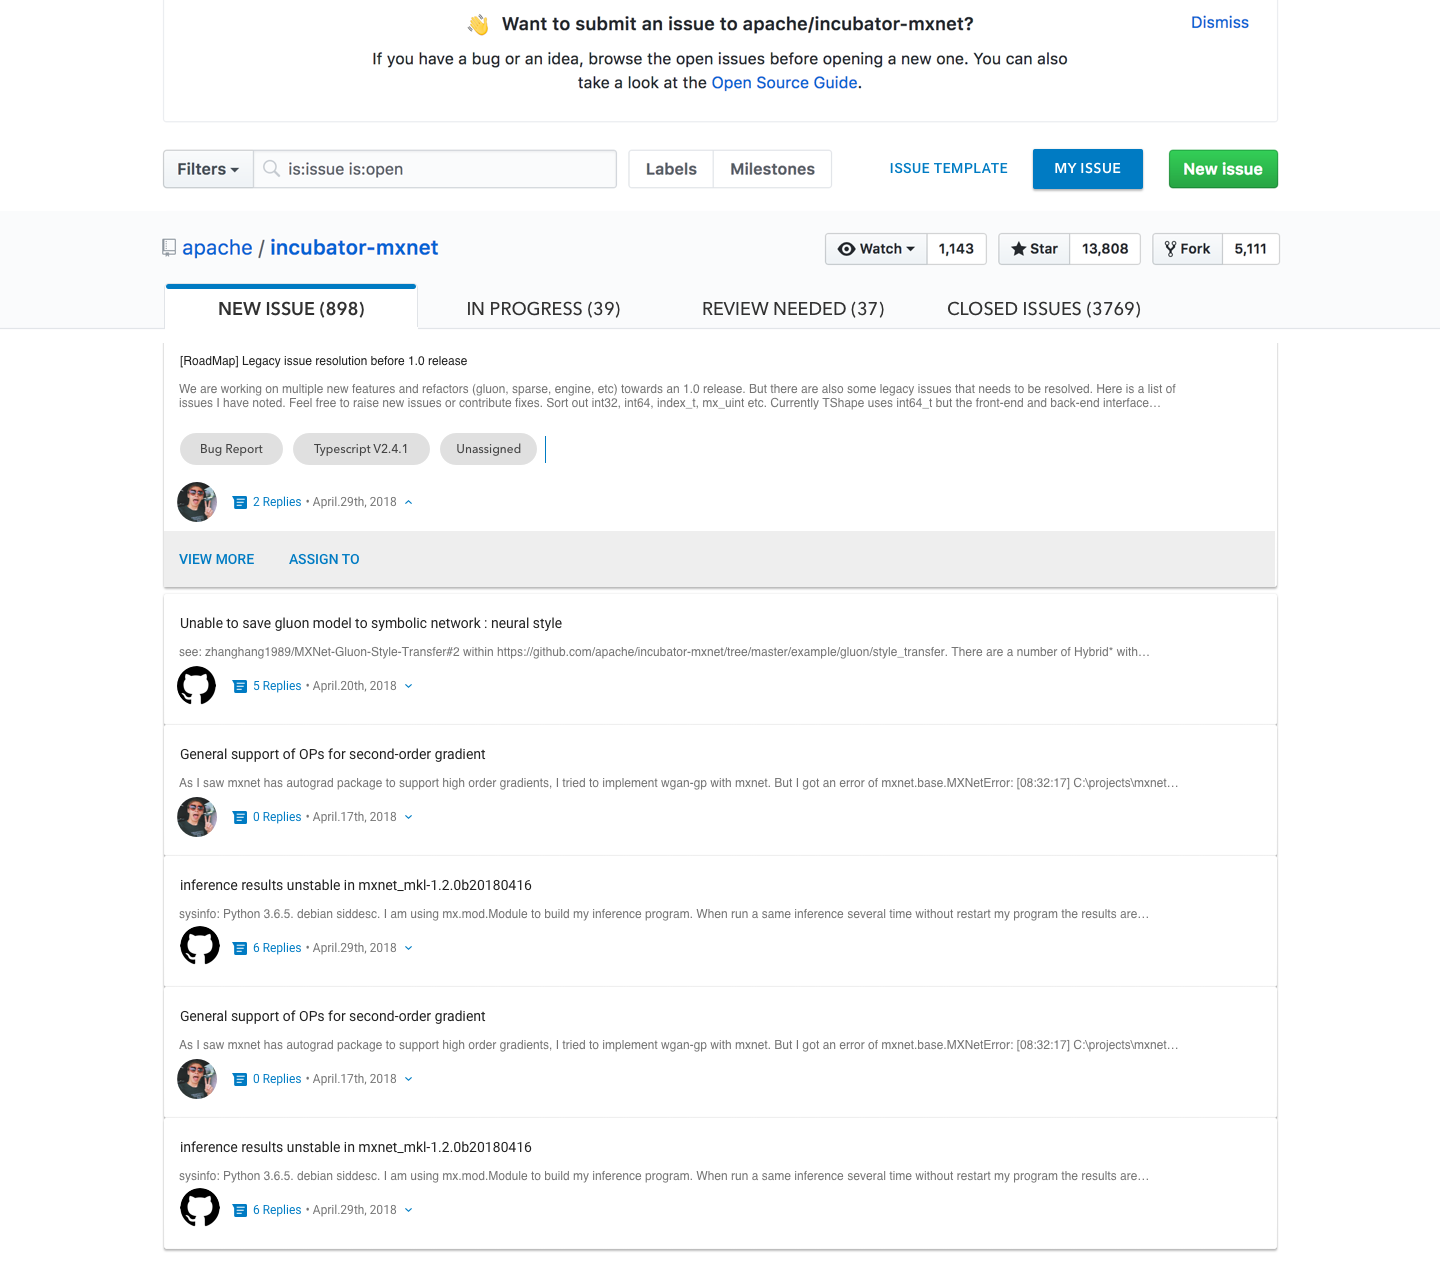 Want to submit an issue to apache/incubator-mxnet?
Dismiss
If you have a bug or an idea, browse the open issues before opening a new one. You can also
take a look at the Open Source Guide.
Filters
is:issue is:open
Labels
Milestones
ISSUE TEMPLATE
MY ISSUE
New issue
apache / incubator-mxnet
Watch
1,143
Star
13,808
Fork
5,111
NEW ISSUE (898)
IN PROGRESS (39)
REVIEW NEEDED (37)
CLOSED ISSUES (3769)
[RoadMap] Legacy issue resolution before 1.0 release
We are working on multiple new features and refactors (gluon, sparse, engine, etc) towards an 1.0 release. But there are also some legacy issues that needs to be resolved. Here is a list of
issues I have noted. Feel free to raise new issues or contribute fixes. Sort out int32, int64, index_t, mx_uint etc. Currently TShape uses int64_t but the front-end and back-end interface…
Bug Report
Typescript V2.4.1
Unassigned
2 Replies • April.29th, 2018
VIEW MORE
ASSIGN TO
Unable to save gluon model to symbolic network : neural style
see: zhanghang1989/MXNet-Gluon-Style-Transfer#2 within https://github.com/apache/incubator-mxnet/tree/master/example/gluon/style_transfer. There are a number of Hybrid* with…
5 Replies • April.20th, 2018
General support of OPs for second-order gradient
As I saw mxnet has autograd package to support high order gradients, I tried to implement wgan-gp with mxnet. But I got an error of mxnet.base.MXNetError: [08:32:17] C:\projects\mxnet…
0 Replies • April.17th, 2018
inference results unstable in mxnet_mkl-1.2.0b20180416
sysinfo: Python 3.6.5. debian siddesc. I am using mx.mod.Module to build my inference program. When run a same inference several time without restart my program the results are…
6 Replies • April.29th, 2018
General support of OPs for second-order gradient
As I saw mxnet has autograd package to support high order gradients, I tried to implement wgan-gp with mxnet. But I got an error of mxnet.base.MXNetError: [08:32:17] C:\projects\mxnet…
0 Replies • April.17th, 2018
inference results unstable in mxnet_mkl-1.2.0b20180416
sysinfo: Python 3.6.5. debian siddesc. I am using mx.mod.Module to build my inference program. When run a same inference several time without restart my program the results are…
6 Replies • April.29th, 2018